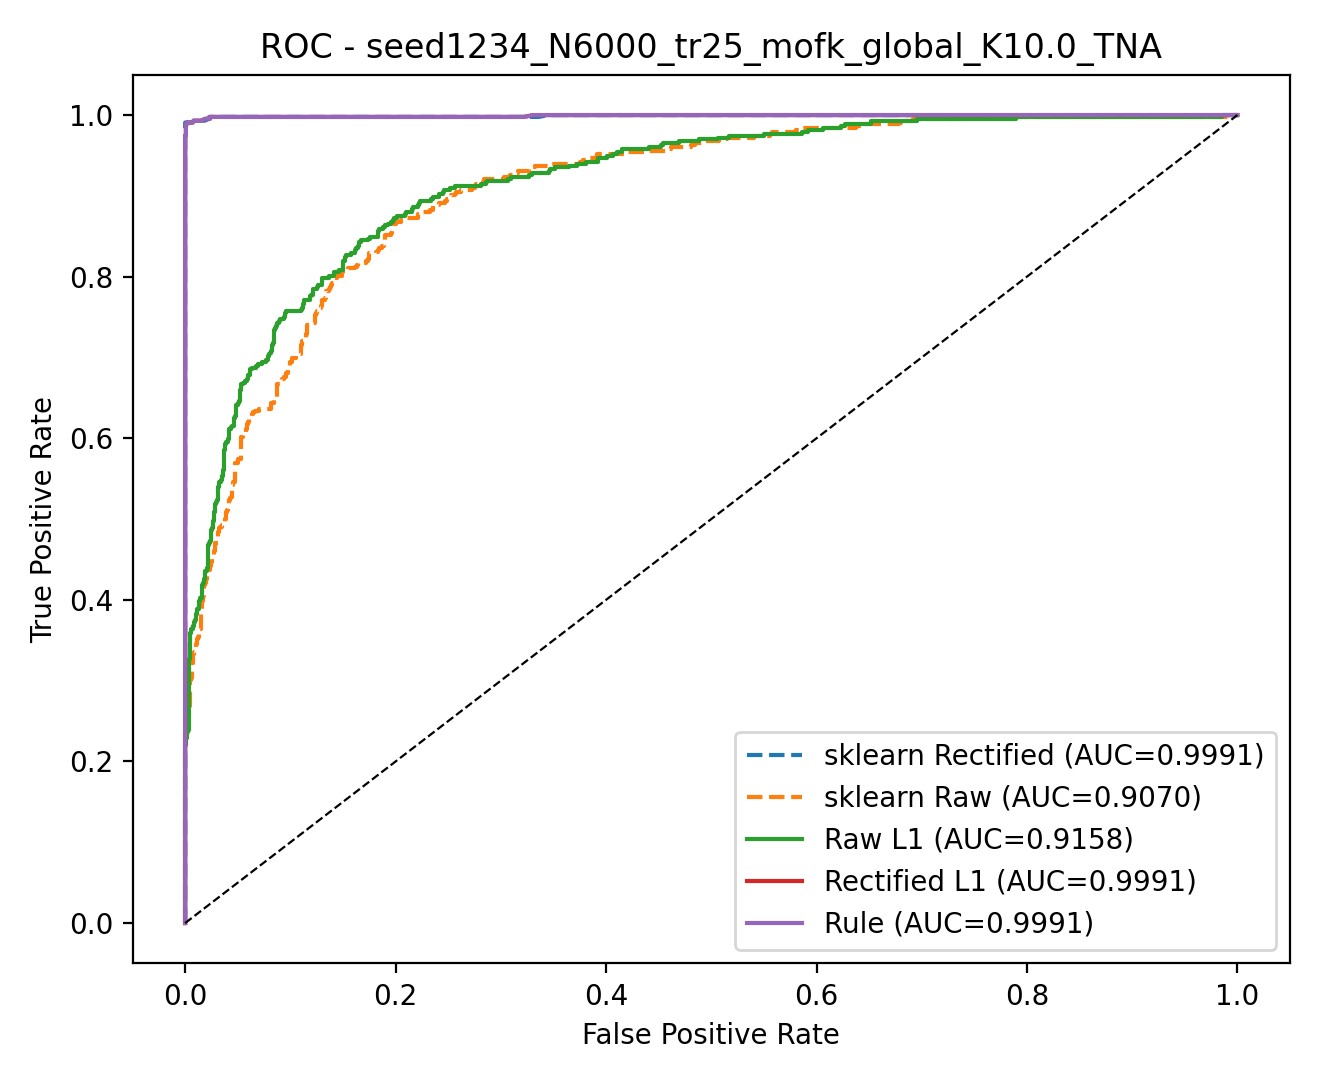 ROC - seed1234_N6000_tr25_mofk_global_K10.0_TNA
1.0
0.8
0.6
0.4
0.2
0.0
True Positive Rate
sklearn Rectified (AUC=0.9991)
sklearn Raw (AUC=0.9070)
Raw L1 (AUC=0.9158)
Rectified L1 (AUC=0.9991)
Rule (AUC=0.9991)
0.0 0.2 0.4 0.6 0.8 1.0
False Positive Rate